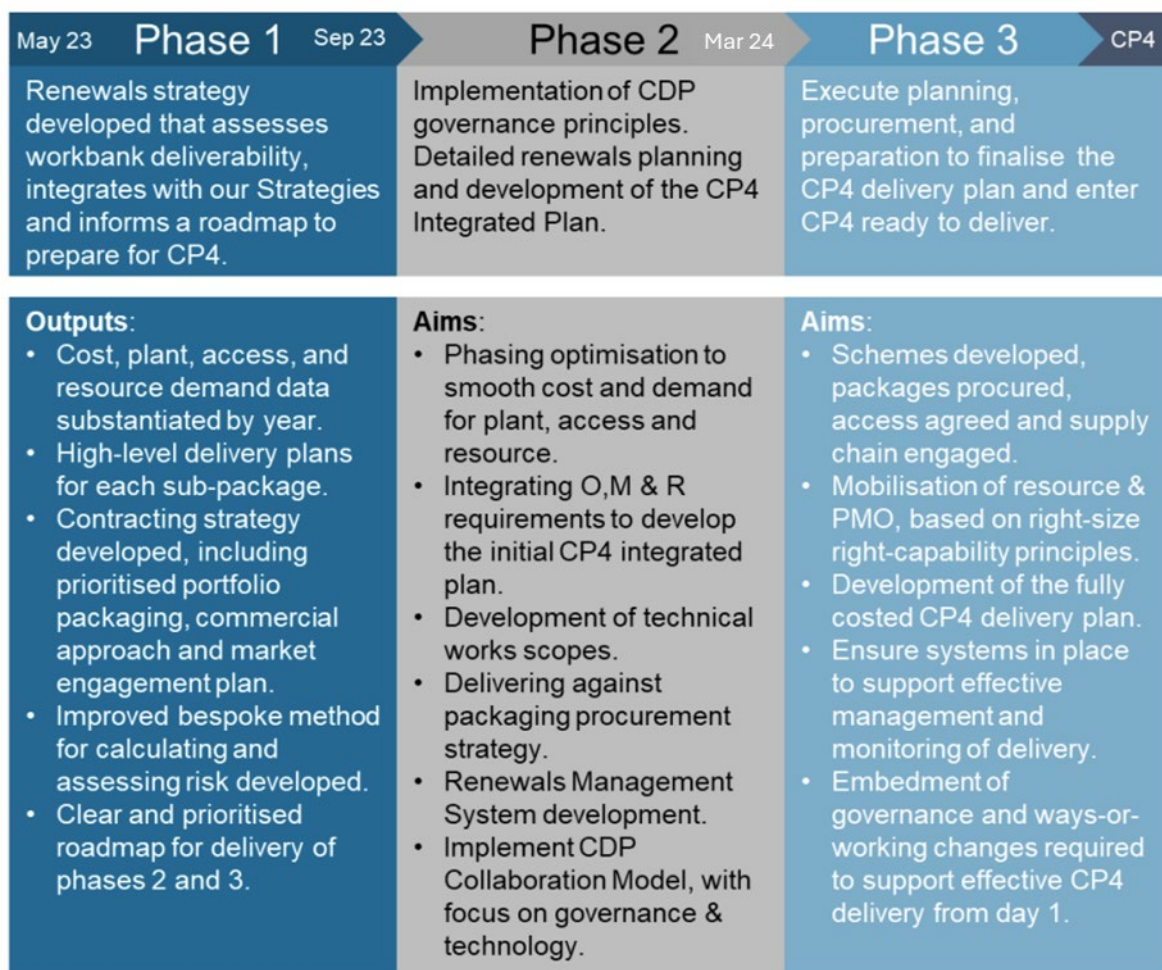 May 23 Phase 1 Sep 23
Phase 2 Mar 24
Phase 3 CP4
Renewals strategy
developed that assesses
workbank deliverability,
integrates with our Strategies
and informs a roadmap to
prepare for CP4.
Implementation of CDP
governance principles.
Detailed renewals planning
and development of the CP4
Integrated Plan.
Execute planning,
procurement, and
preparation to finalise the
CP4 delivery plan and enter
CP4 ready to deliver.
Outputs:
• Cost, plant, access, and
resource demand data
substantiated by year.
• High-level delivery plans
for each sub-package.
• Contracting strategy
developed, including
prioritised portfolio
packaging, commercial
approach and market
engagement plan.
• Improved bespoke method
for calculating and
assessing risk developed.
• Clear and prioritised
roadmap for delivery of
phases 2 and 3.
Aims:
• Phasing optimisation to
smooth cost and demand
for plant, access and
resource.
• Integrating O,M & R
requirements to develop
the initial CP4 integrated
plan.
• Development of technical
works scopes.
• Delivering against
packaging procurement
strategy.
• Renewals Management
System development.
• Implement CDP
Collaboration Model, with
focus on governance &
technology.
Aims:
• Schemes developed,
packages procured,
access agreed and supply
chain engaged.
• Mobilisation of resource &
PMO, based on right-size
right-capability principles.
• Development of the fully
costed CP4 delivery plan.
• Ensure systems in place
to support effective
management and
monitoring of delivery.
• Embedment of
governance and ways-or-
working changes required
to support effective CP4
delivery from day 1.